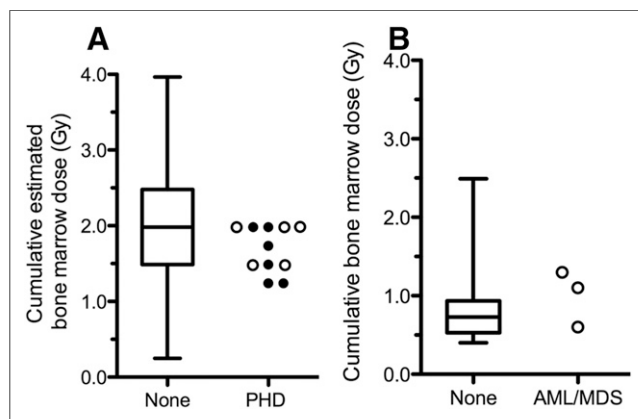 A
Cumulative estimated
bone marrow dose (Gy)
4.0
3.0
2.0
1.0
0.0
None
PHD
B
Cumulative bone marrow dose (Gy)
4.0
3.0
2.0
1.0
0.0
None
AML/MDS